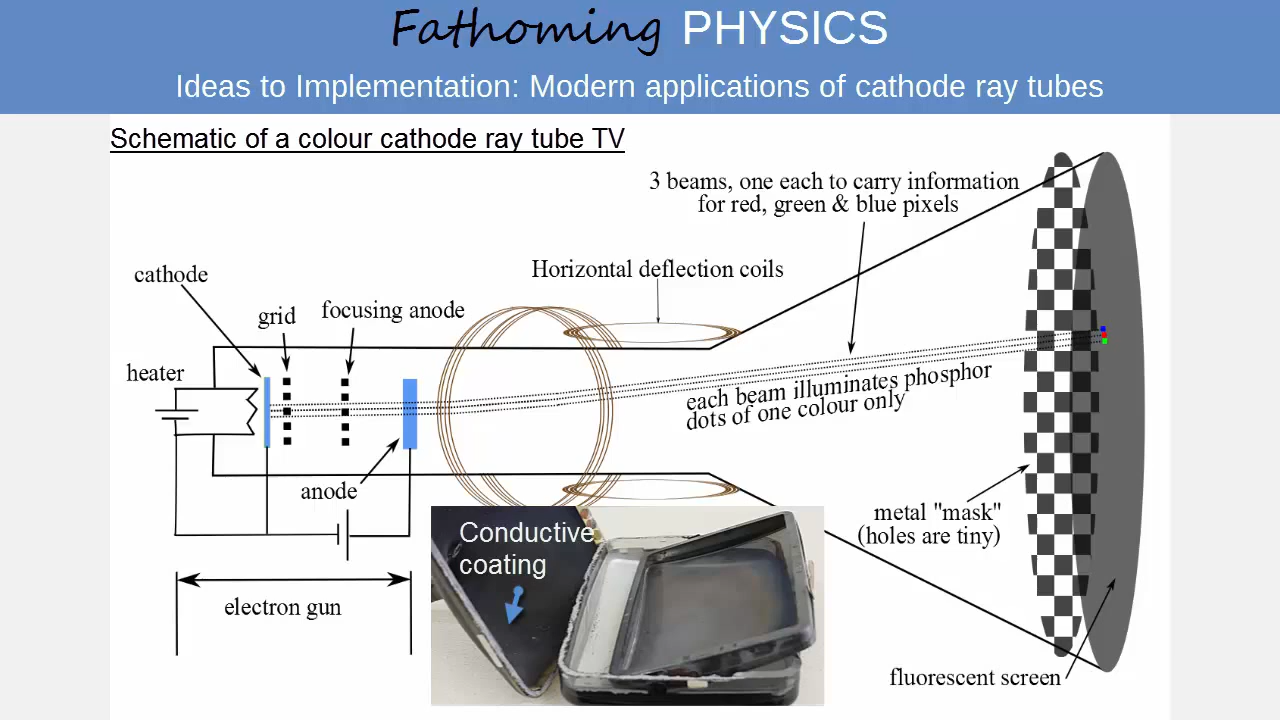 Fathoming PHYSICS
Ideas to Implementation: Modern applications of cathode ray tubes
Schematic of a colour cathode ray tube TV
3 beams, one each to carry information
for red, green & blue pixels
cathode
Horizontal deflection coils
grid
focusing anode
heater
each beam illuminates phosphor
dots of one colour only
anode
metal "mask"
(holes are tiny)
Conductive
coating
electron gun
fluorescent screen